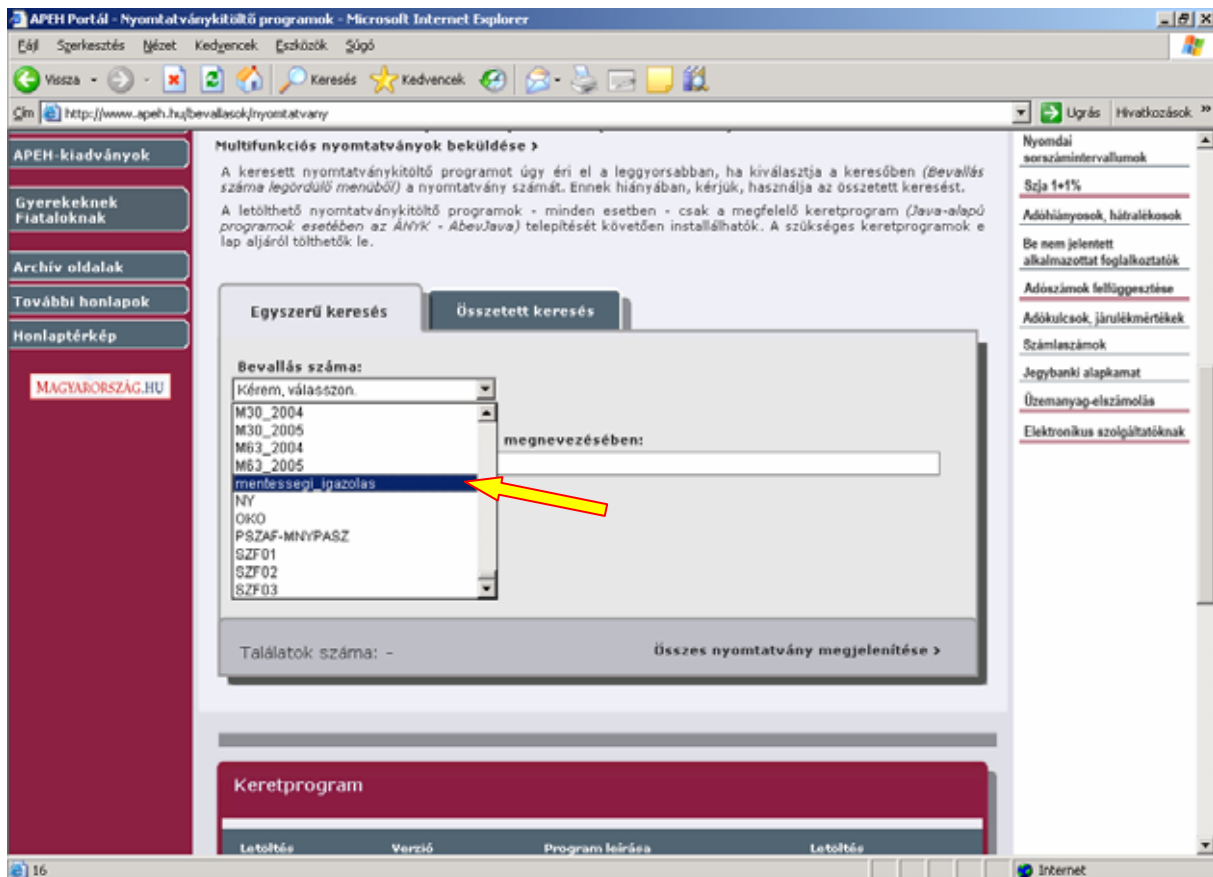 APEH Portál - Nyomtatványkitöltő programok - Microsoft Internet Explorer
Fájl Szerkesztés Nézet Kedvencek Eszközök Súgó
Vissza Keresés Kedvencek
Cím http://www.apeh.hu/bevallasok/nyomtatvany Ugrás Hivatkozások »
APEH-kiadványok
Gyerekeknek
Fiataloknak
Archív oldalak
További honlapok
Honlaptérkép
MAGYARORSZÁG.HU
Multifunkciós nyomtatványok beküldése ›
A keresett nyomtatványkitöltő programot úgy éri el a leggyorsabban, ha kiválasztja a keresőben (Bevallás
száma legördülő menüből) a nyomtatvány számát. Ennek hiányában, kérjük, használja az összetett keresést.
A letölthető nyomtatványkitöltő programok - minden esetben - csak a megfelelő keretprogram (Java-alapú
programok esetében az ÁNYK - AbevJava) telepítését követően installálhatók. A szükséges keretprogramok e
lap aljáról tölthetők le.
Egyszerű keresés Összetett keresés
Bevallás száma:
Kérem, válasszon.
M30_2004
M30_2005
M63_2004
M63_2005
mentessegi_igazolas
NY
OKO
PSZAF-MNYPASZ
SZF01
SZF02
SZF03
megnevezésében:
Találatok száma: - Összes nyomtatvány megjelenítése ›
Keretprogram
Letöltés Verzió Program leírása Letöltés
Nyomdai
sorszámintervallumok
Szja 1+1%
Adóhiányosok, hátralékosok
Be nem jelentett
alkalmazottat foglalkoztatók
Adószámok felfüggesztése
Adókulcsok, járulékmértékek
Számlaszámok
Jegybanki alapkamat
Üzemanyag-elszámolás
Elektronikus szolgáltatóknak
16 Internet